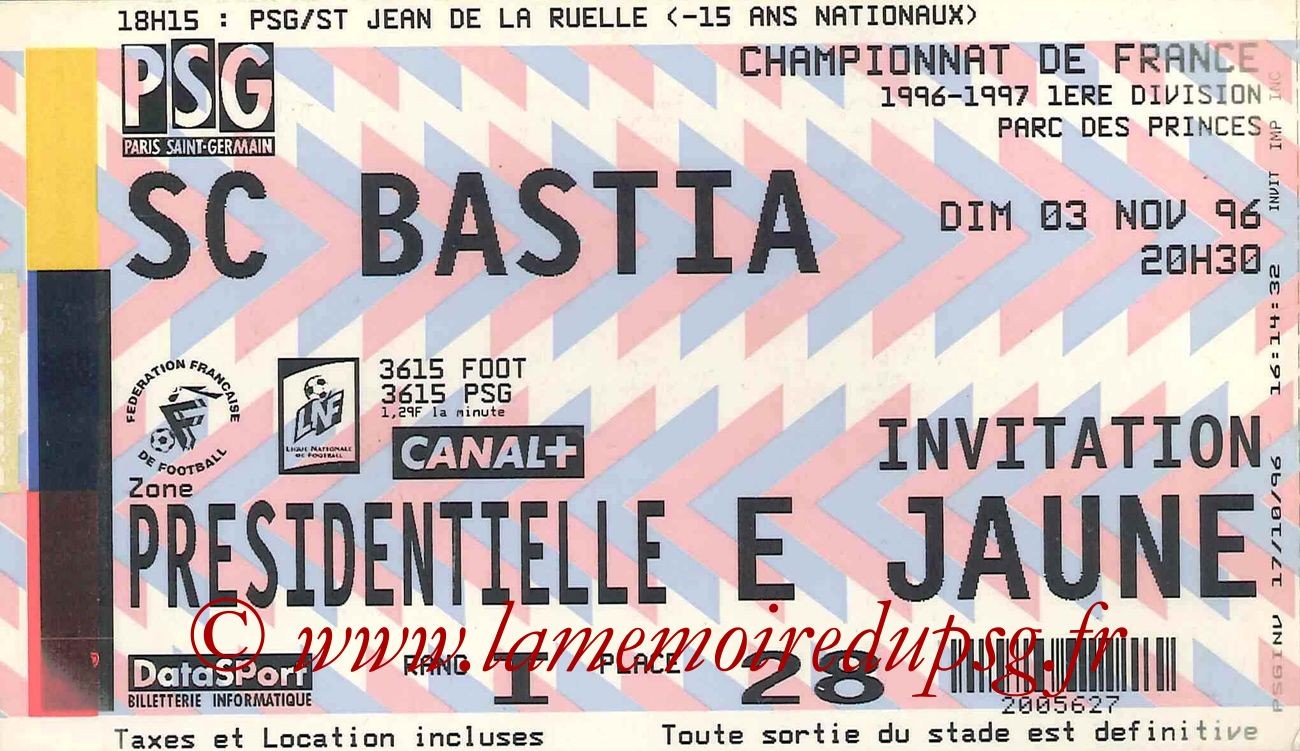 18H15 : PSG/ST JEAN DE LA RUELLE (-15 ANS NATIONAUX)
PSG
PARIS SAINT-GERMAIN
CHAMPIONNAT DE FRANCE
1996-1997 1ERE DIVISION
PARC DES PRINCES
SC BASTIA
DIM 03 NOV 96
20H30
FEDERATION FRANÇAISE
DE FOOTBALL
LNF
LIGUE NATIONALE
DE FOOTBALL
3615 FOOT
3615 PSG
1,29F la minute
CANAL+
INVITATION
Zone
PRESIDENTIELLE E JAUNE
© www.lamemoiredupsg.fr
DataSport
BILLETTERIE INFORMATIQUE
RANG I PLACE 28
2005627
Taxes et Location incluses
Toute sortie du stade est definitive
PSGINV 17/10/96 16:14:32 INVIT IMP INC